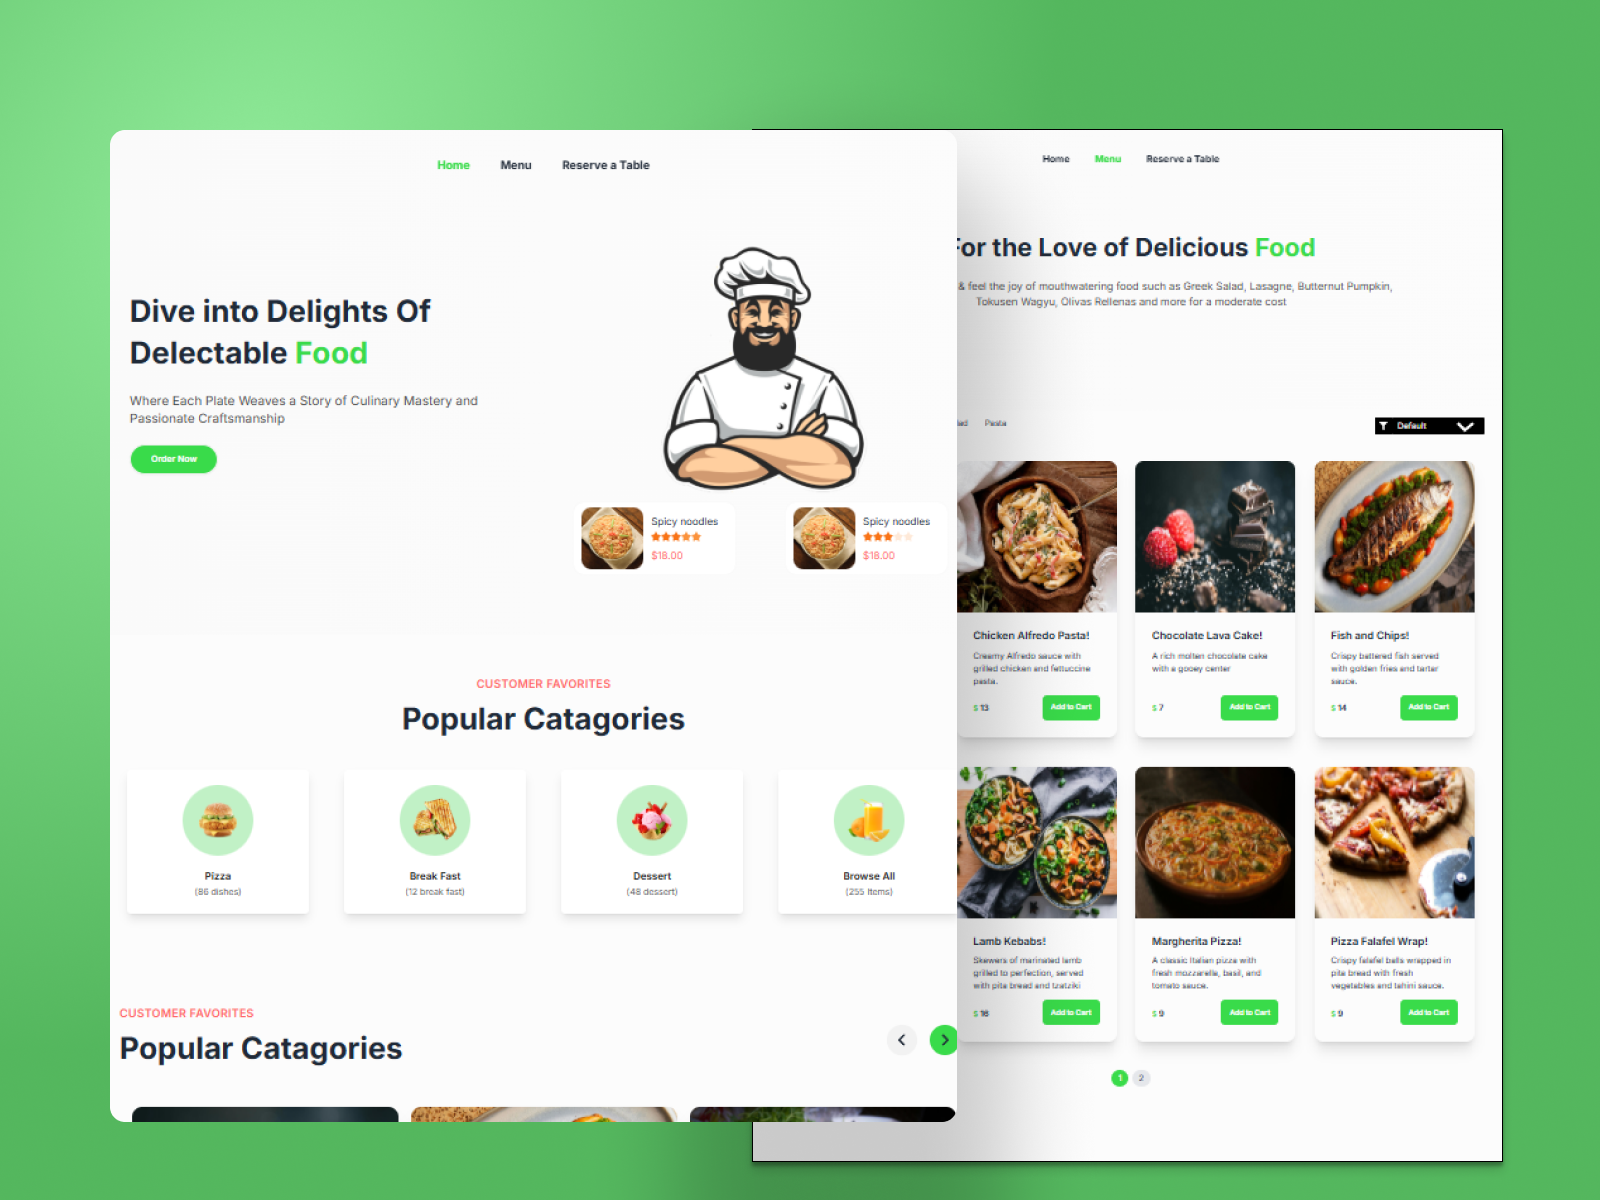 Home Menu Reserve a Table
Dive into Delights Of
Delectable Food
Where Each Plate Weaves a Story of Culinary Mastery and
Passionate Craftsmanship
Order Now
Spicy noodles
$18.00
Spicy noodles
$18.00
CUSTOMER FAVORITES
Popular Catagories
Pizza
(86 dishes)
Break Fast
(12 break fast)
Dessert
(48 dessert)
Browse All
(255 Items)
CUSTOMER FAVORITES
Popular Catagories
Home Menu Reserve a Table
For the Love of Delicious Food
& feel the joy of mouthwatering food such as Greek Salad, Lasagne, Butternut Pumpkin,
Tokusen Wagyu, Olivas Rellenas and more for a moderate cost
Pasta
Default
Chicken Alfredo Pasta!
Creamy Alfredo sauce with
grilled chicken and fettuccine
pasta.
$ 13 Add to Cart
Chocolate Lava Cake!
A rich molten chocolate cake
with a gooey center
$ 7 Add to Cart
Fish and Chips!
Crispy battered fish served
with golden fries and tartar
sauce.
$ 14 Add to Cart
Lamb Kebabs!
Skewers of marinated lamb
grilled to perfection, served
with pita bread and tzatziki
$ 16 Add to Cart
Margherita Pizza!
A classic Italian pizza with
fresh mozzarella, basil, and
tomato sauce.
$ 9 Add to Cart
Pizza Falafel Wrap!
Crispy falafel balls wrapped in
pita bread with fresh
vegetables and tahini sauce.
$ 9 Add to Cart
1 2